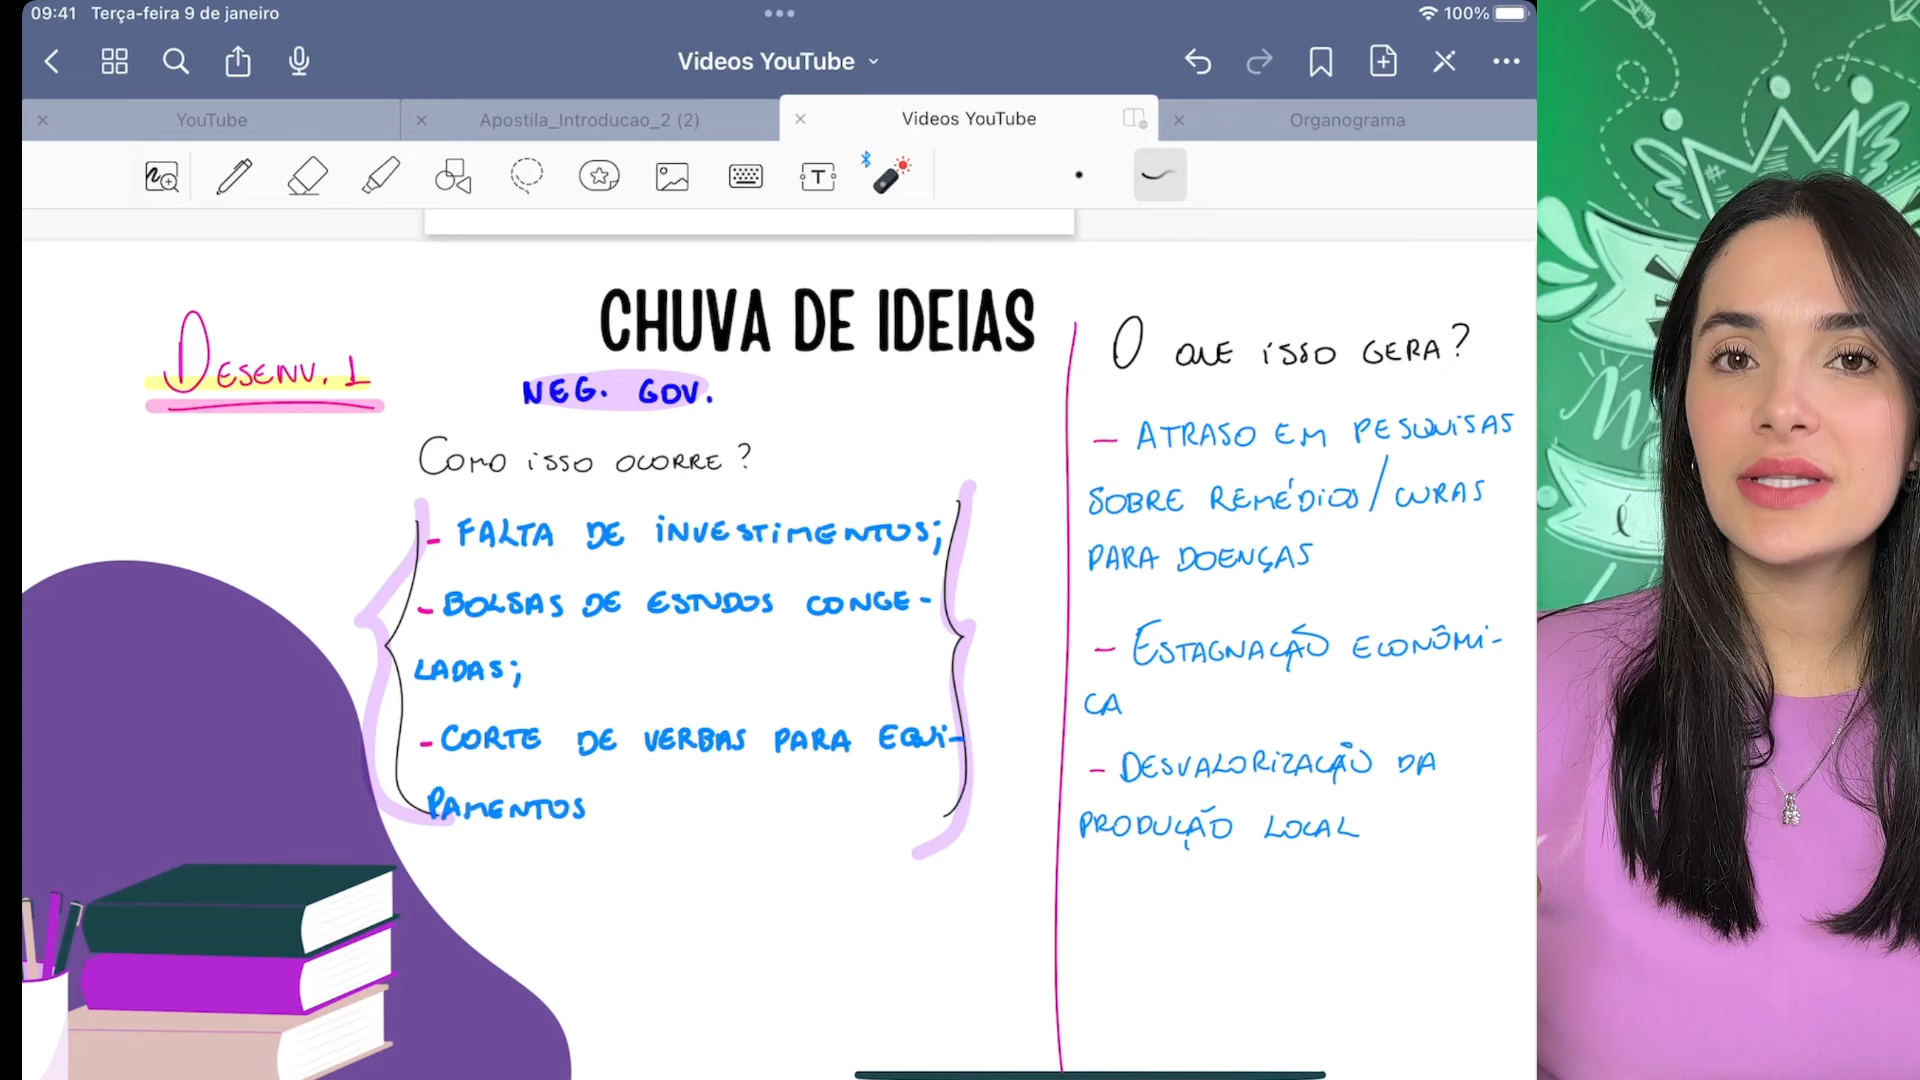 09:41 Terça-feira 9 de janeiro
100%
Videos YouTube
YouTube
Apostila_Introducao_2 (2)
Videos YouTube
Organograma
T
CHUVA DE IDEIAS
DESENV. 1
NEG. GOV.
COMO ISSO OCORRE?
- FALTA DE INVESTIMENTOS;
- BOLSAS DE ESTUDOS CONGE-
LADAS;
- CORTE DE VERBAS PARA EQUI-
PAMENTOS
O QUE ISSO GERA?
- ATRASO EM PESQUISAS
SOBRE REMÉDIOS/CURAS
PARA DOENÇAS
- ESTAGNAÇÃO ECONÔMI-
CA
- DESVALORIZAÇÃO DA
PRODUÇÃO LOCAL